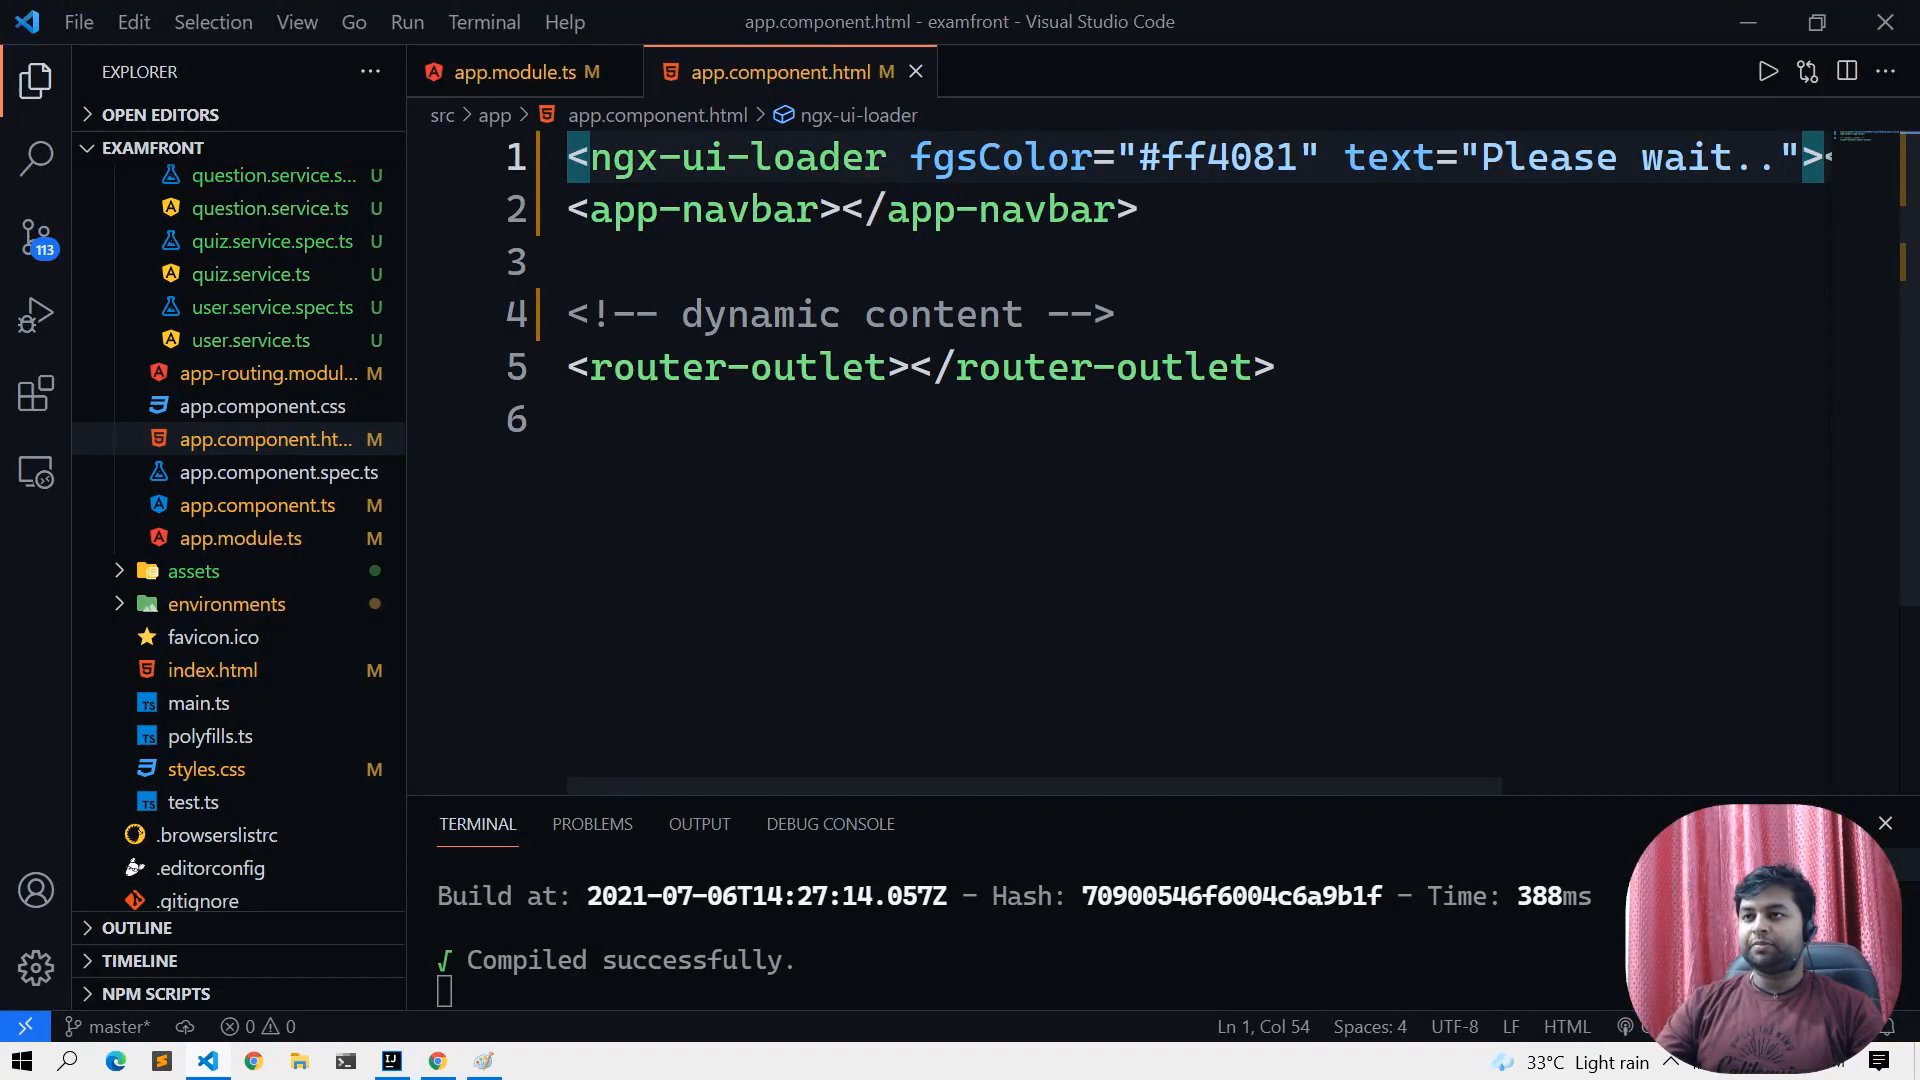 File Edit Selection View Go Run Terminal Help
app.component.html - examfront - Visual Studio Code
EXPLORER
OPEN EDITORS
EXAMFRONT
question.service.s... U
question.service.ts U
quiz.service.spec.ts U
quiz.service.ts U
user.service.spec.ts U
user.service.ts U
app-routing.modul... M
app.component.css
app.component.ht... M
app.component.spec.ts
app.component.ts M
app.module.ts M
assets
environments
favicon.ico
index.html M
main.ts
polyfills.ts
styles.css M
test.ts
.browserslistrc
.editorconfig
.gitignore
OUTLINE
TIMELINE
NPM SCRIPTS
113
app.module.ts M
app.component.html M
src > app > app.component.html > ngx-ui-loader
1 <ngx-ui-loader fgsColor="#ff4081" text="Please wait.."><
2 <app-navbar></app-navbar>
3
4 <!-- dynamic content -->
5 <router-outlet></router-outlet>
6
TERMINAL PROBLEMS OUTPUT DEBUG CONSOLE
Build at: 2021-07-06T14:27:14.057Z - Hash: 70900546f6004c6a9b1f - Time: 388ms
√ Compiled successfully.
master* 0 0 Ln 1, Col 54 Spaces: 4 UTF-8 LF HTML
33°C Light rain